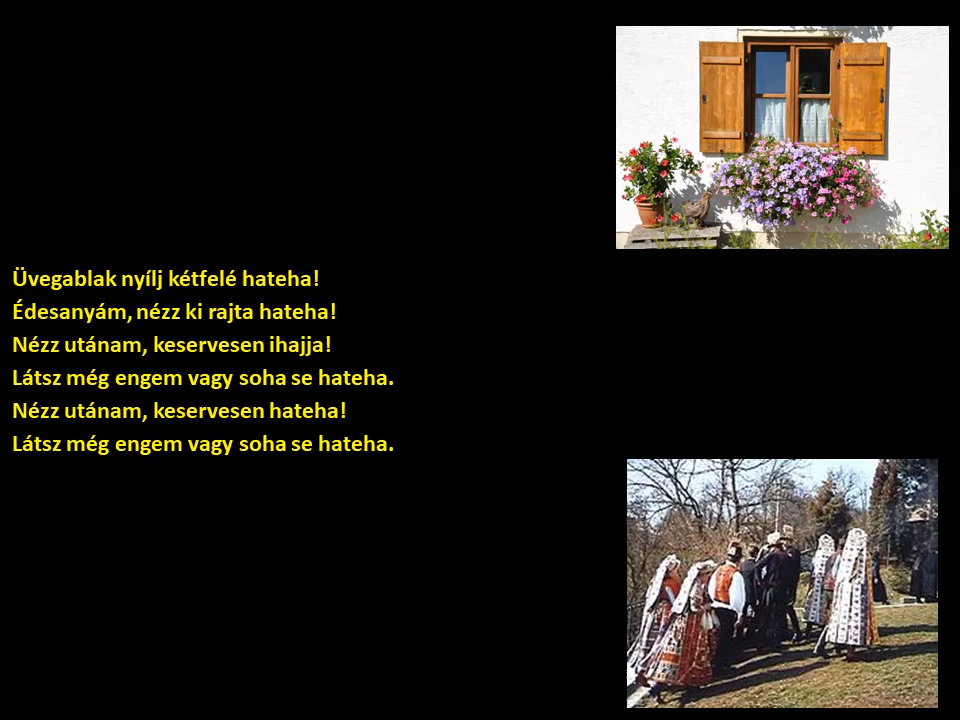 Üvegablak nyílj kétfelé hateha!
Édesanyám, nézz ki rajta hateha!
Nézz utánam, keservesen ihajja!
Látsz még engem vagy soha se hateha.
Nézz utánam, keservesen hateha!
Látsz még engem vagy soha se hateha.